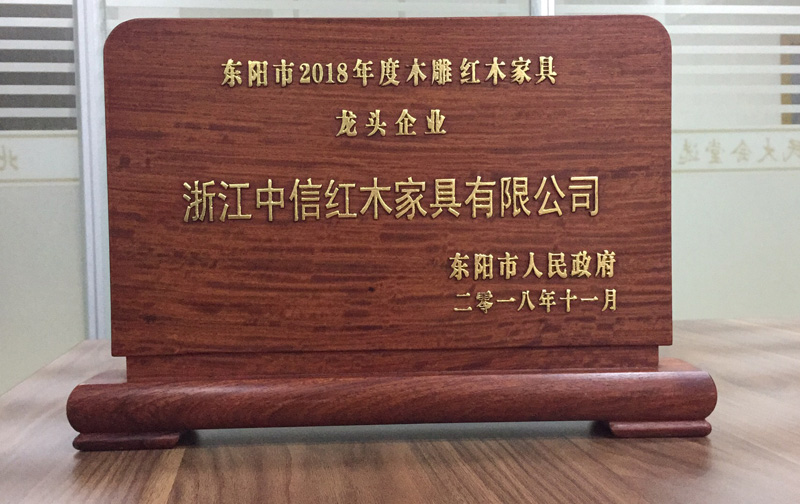 东阳市2018年度木雕红木家具
龙头企业
浙江中信红木家具有限公司
东阳市人民政府
二零一八年十一月